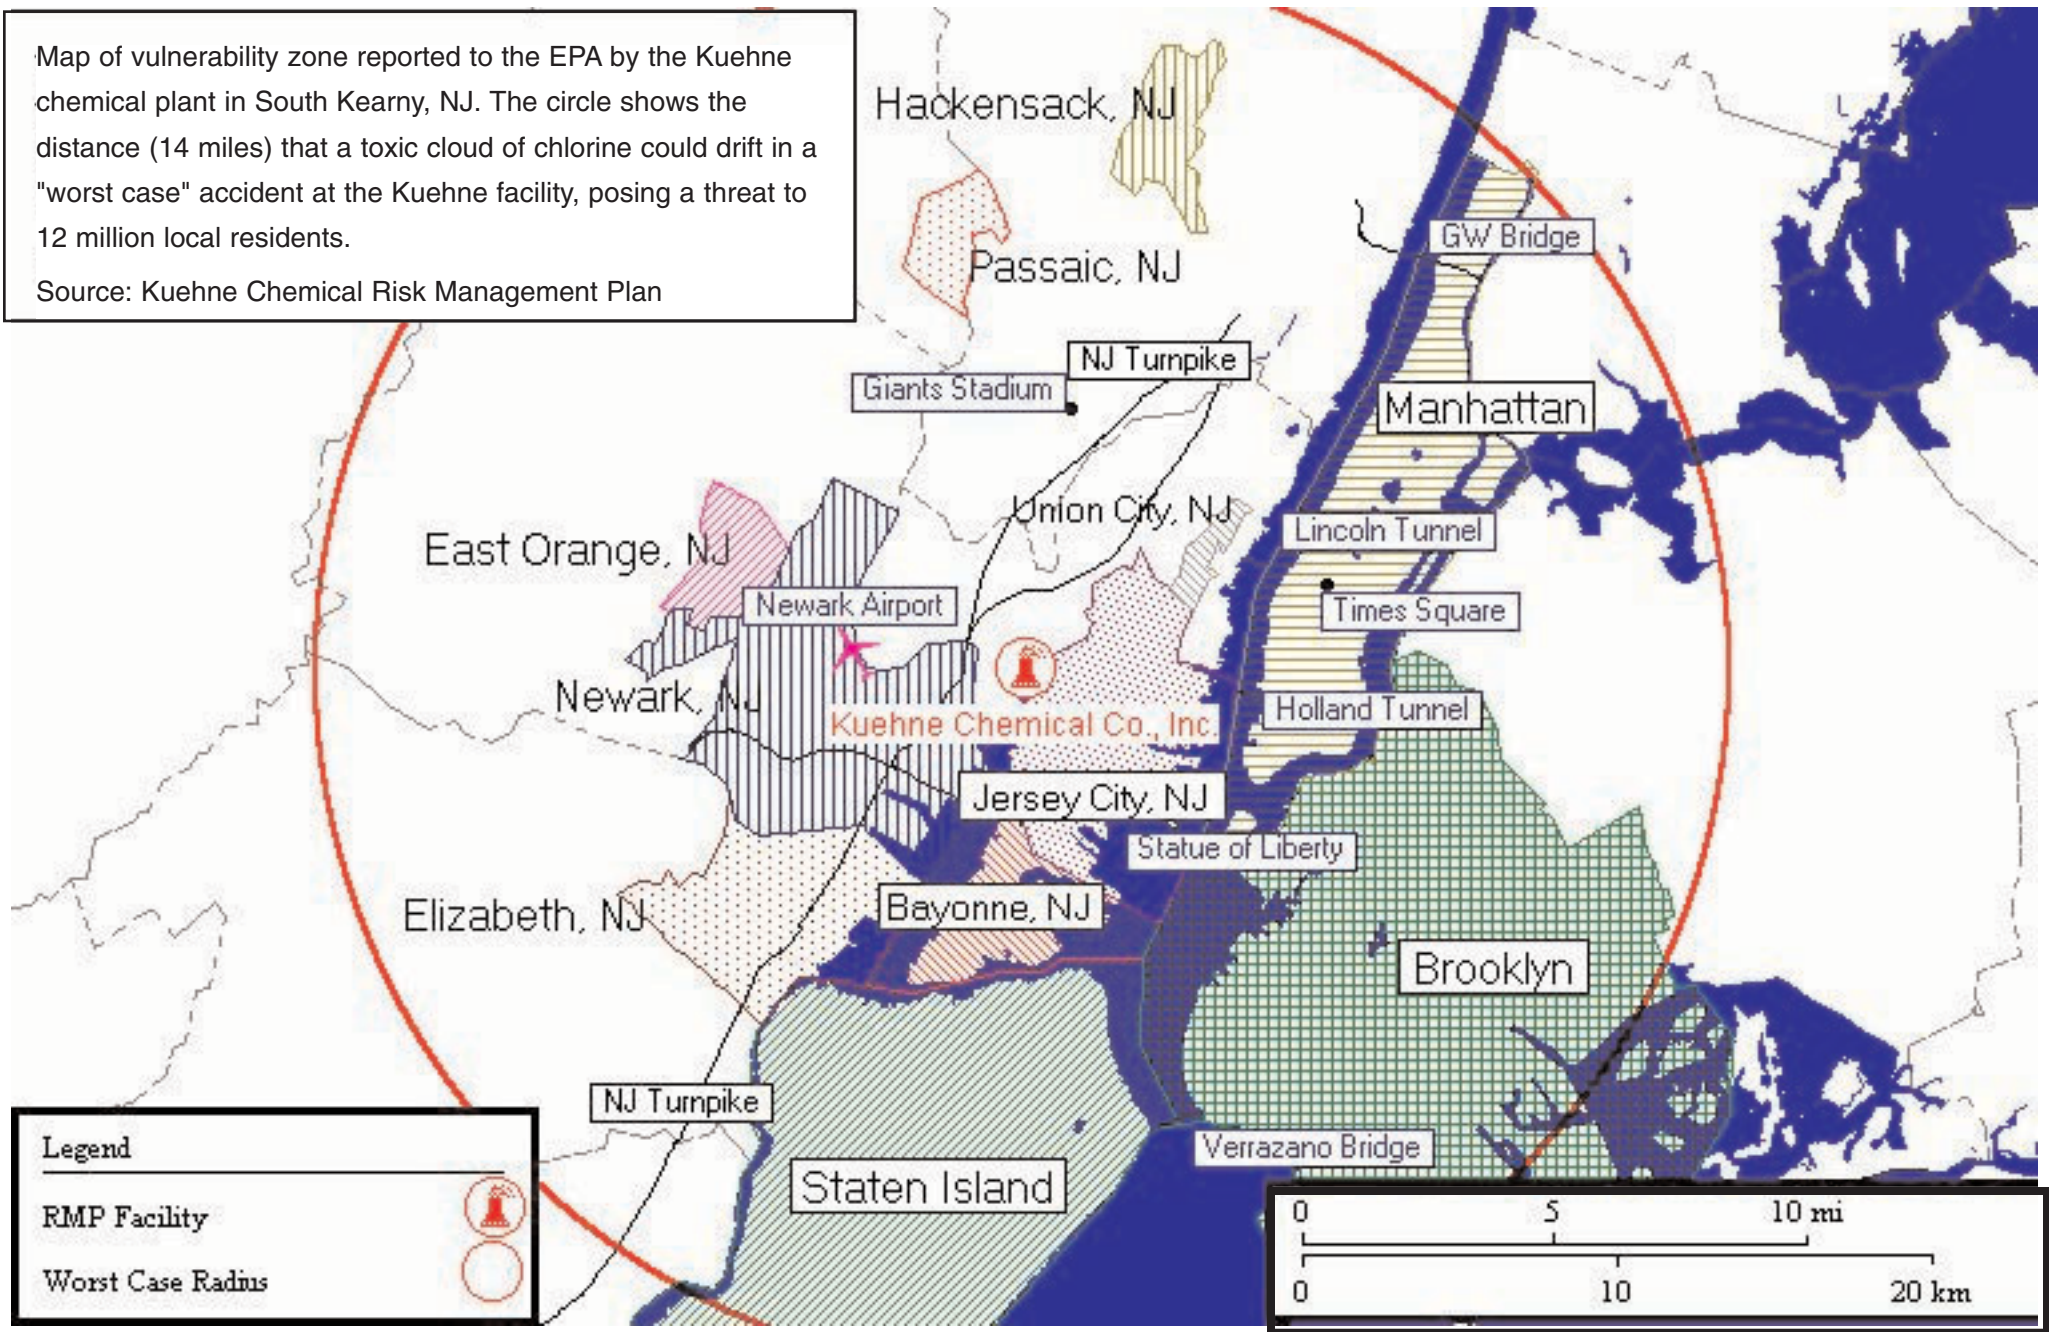 Map of vulnerability zone reported to the EPA by the Kuehne
chemical plant in South Kearny, NJ. The circle shows the
distance (14 miles) that a toxic cloud of chlorine could drift in a
"worst case" accident at the Kuehne facility, posing a threat to
12 million local residents.
Source: Kuehne Chemical Risk Management Plan
Hackensack, NJ
GW Bridge
Passaic, NJ
NJ Turnpike
Giants Stadium
Manhattan
Union City, NJ
Lincoln Tunnel
East Orange, NJ
Newark Airport
Times Square
Newark, NJ
Holland Tunnel
Kuehne Chemical Co., Inc.
Jersey City, NJ
Statue of Liberty
Elizabeth, NJ
Bayonne, NJ
Brooklyn
NJ Turnpike
Verrazano Bridge
Staten Island
Legend
RMP Facility
Worst Case Radius
0 5 10 mi
0 10 20 km